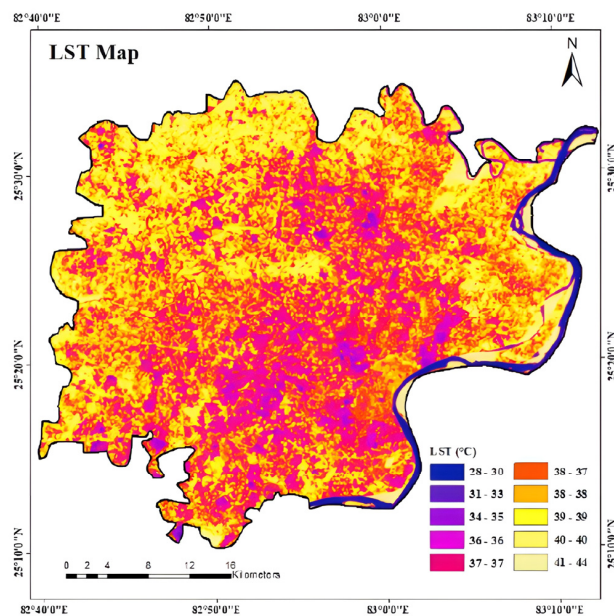 82°40'0"E 82°50'0"E 83°0'0"E 83°10'0"E
LST Map
N
25°30'0"N 25°30'0"N
25°20'0"N 25°20'0"N
LST (°C)
28 - 30 38 - 37
31 - 33 38 - 38
34 - 35 39 - 39
36 - 36 40 - 40
37 - 37 41 - 44
25°10'0"N 25°10'0"N
0 2 4 8 12 16
Kilometers
82°40'0"E 82°50'0"E 83°0'0"E 83°10'0"E